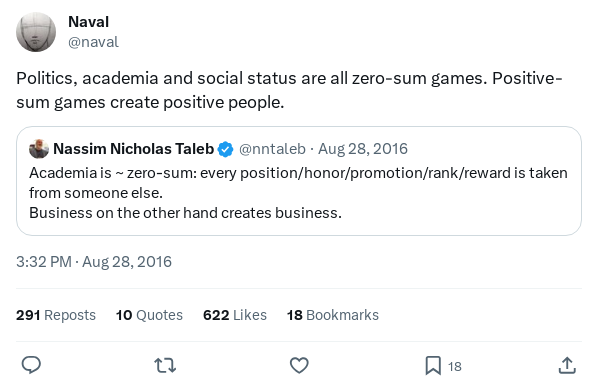 Naval
@naval
Politics, academia and social status are all zero-sum games. Positive-
sum games create positive people.
Nassim Nicholas Taleb @nntaleb · Aug 28, 2016
Academia is ~ zero-sum: every position/honor/promotion/rank/reward is taken
from someone else.
Business on the other hand creates business.
3:32 PM · Aug 28, 2016
291 Reposts 10 Quotes 622 Likes 18 Bookmarks
18